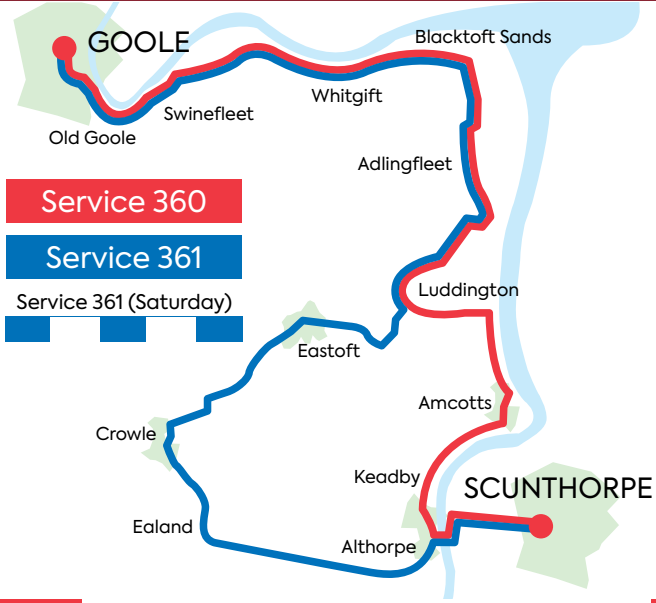 GOOLE
Blacktoft Sands
Whitgift
Swinefleet
Old Goole
Adlingfleet
Service 360
Service 361
Service 361 (Saturday)
Luddington
Eastoft
Amcotts
Crowle
Keadby
SCUNTHORPE
Ealand
Althorpe